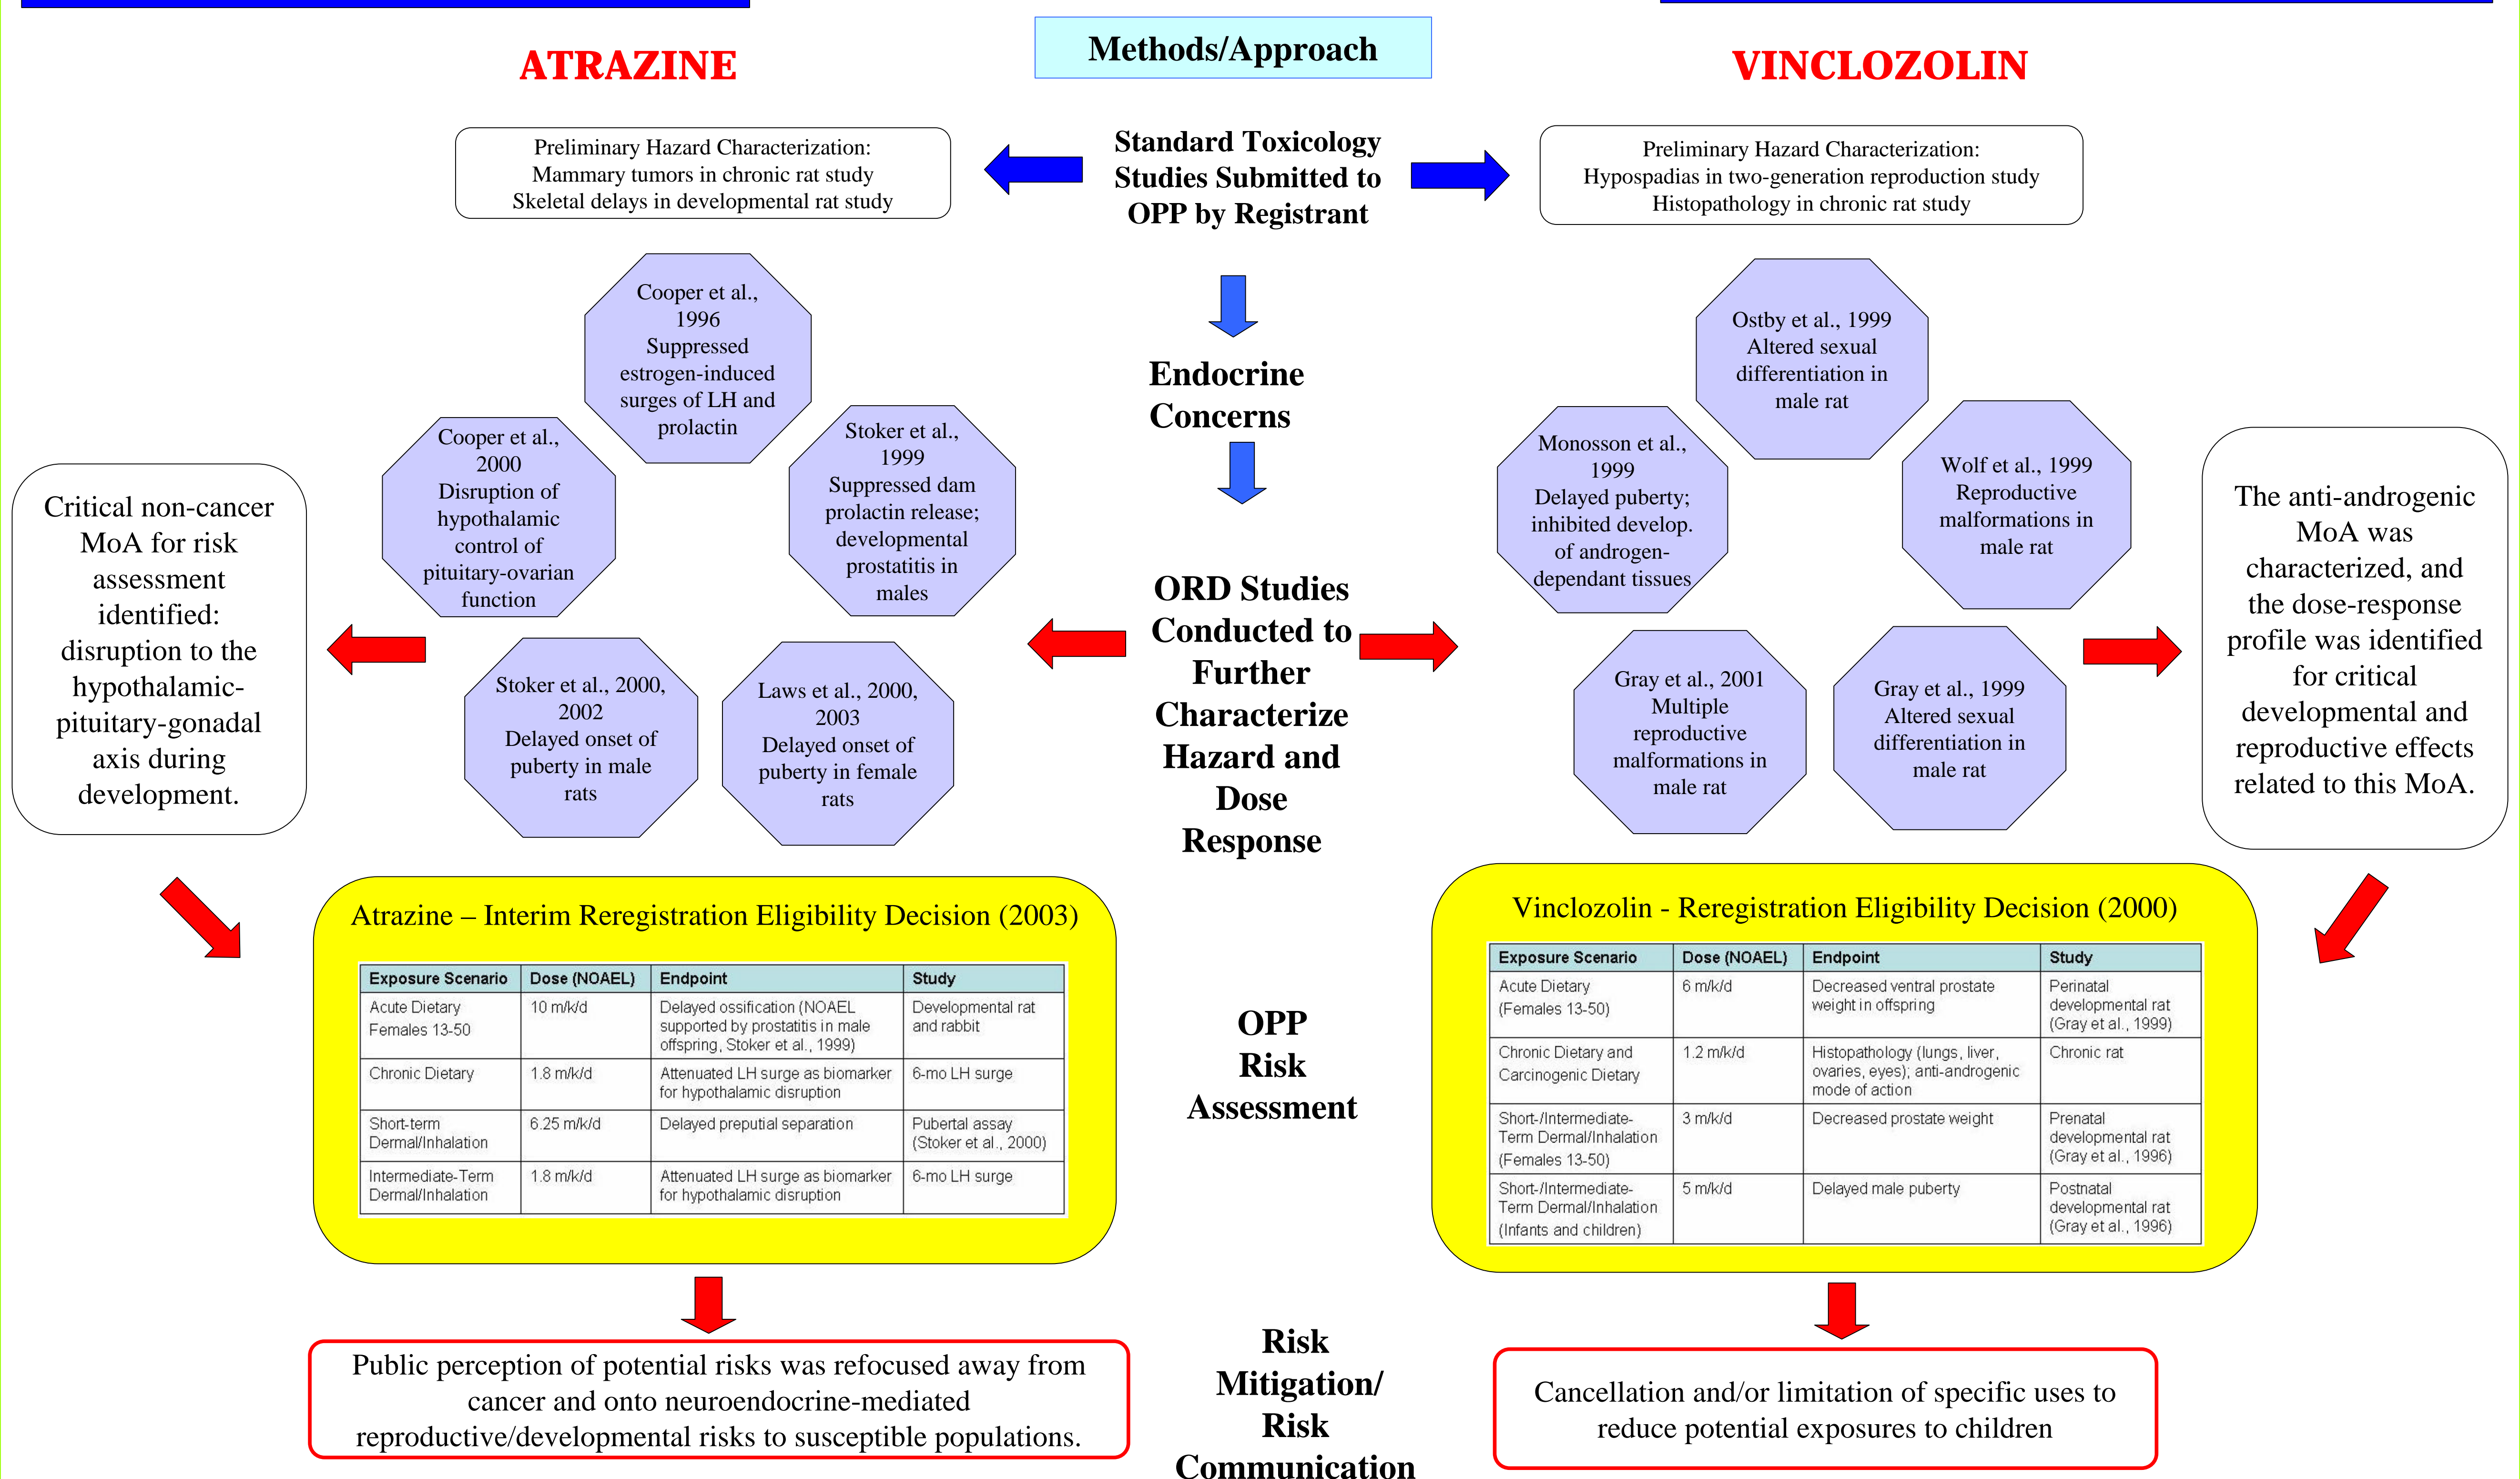 Methods/Approach
ATRAZINE
VINCLOZOLIN
Standard Toxicology
Studies Submitted to
OPP by Registrant
Preliminary Hazard Characterization:
Mammary tumors in chronic rat study
Skeletal delays in developmental rat study
Preliminary Hazard Characterization:
Hypospadias in two-generation reproduction study
Histopathology in chronic rat study
Endocrine
Concerns
Cooper et al.,
1996
Suppressed
estrogen-induced
surges of LH and
prolactin
Cooper et al.,
2000
Disruption of
hypothalamic
control of
pituitary-ovarian
function
Stoker et al.,
1999
Suppressed dam
prolactin release;
developmental
prostatitis in
males
Stoker et al., 2000,
2002
Delayed onset of
puberty in male
rats
Laws et al., 2000,
2003
Delayed onset of
puberty in female
rats
Critical non-cancer
MoA for risk
assessment
identified:
disruption to the
hypothalamic-
pituitary-gonadal
axis during
development.
ORD Studies
Conducted to
Further
Characterize
Hazard and
Dose
Response
Ostby et al., 1999
Altered sexual
differentiation in
male rat
Monosson et al.,
1999
Delayed puberty;
inhibited develop.
of androgen-
dependant tissues
Wolf et al., 1999
Reproductive
malformations in
male rat
Gray et al., 2001
Multiple
reproductive
malformations in
male rat
Gray et al., 1999
Altered sexual
differentiation in
male rat
The anti-androgenic
MoA was
characterized, and
the dose-response
profile was identified
for critical
developmental and
reproductive effects
related to this MoA.
Atrazine – Interim Reregistration Eligibility Decision (2003)
Exposure Scenario Dose (NOAEL) Endpoint Study
Acute Dietary 10 m/k/d Delayed ossification (NOAEL Developmental rat
Females 13-50 supported by prostatitis in male and rabbit
offspring, Stoker et al., 1999)
Chronic Dietary 1.8 m/k/d Attenuated LH surge as biomarker 6-mo LH surge
for hypothalamic disruption
Short-term 6.25 m/k/d Delayed preputial separation Pubertal assay
Dermal/Inhalation (Stoker et al., 2000)
Intermediate-Term 1.8 m/k/d Attenuated LH surge as biomarker 6-mo LH surge
Dermal/Inhalation for hypothalamic disruption
OPP
Risk
Assessment
Vinclozolin - Reregistration Eligibility Decision (2000)
Exposure Scenario Dose (NOAEL) Endpoint Study
Acute Dietary 6 m/k/d Decreased ventral prostate Perinatal
(Females 13-50) weight in offspring developmental rat
(Gray et al., 1999)
Chronic Dietary and 1.2 m/k/d Histopathology (lungs, liver, Chronic rat
Carcinogenic Dietary ovaries, eyes); anti-androgenic
mode of action
Short-/Intermediate- 3 m/k/d Decreased prostate weight Prenatal
Term Dermal/Inhalation developmental rat
(Females 13-50) (Gray et al., 1996)
Short-/Intermediate- 5 m/k/d Delayed male puberty Postnatal
Term Dermal/Inhalation developmental rat
(Infants and children) (Gray et al., 1996)
Public perception of potential risks was refocused away from
cancer and onto neuroendocrine-mediated
reproductive/developmental risks to susceptible populations.
Risk
Mitigation/
Risk
Communication
Cancellation and/or limitation of specific uses to
reduce potential exposures to children